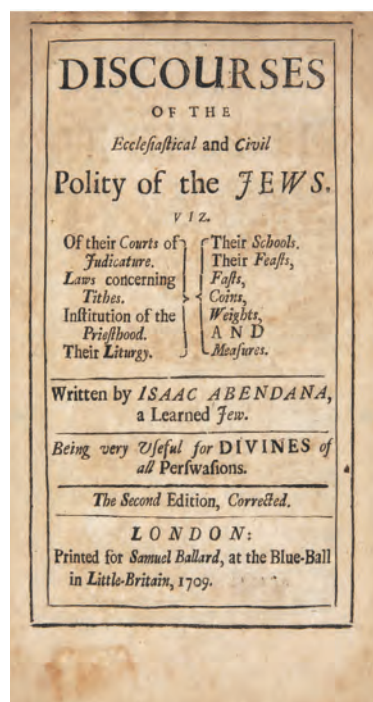 DISCOURSES
OF THE
Eccleſiaſtical and Civil
Polity of the JEWS.
VIZ.
Of their Courts of
Judicature.
Laws concerning
Tithes.
Inſtitution of the
Prieſthood.
Their Liturgy.
Their Schools.
Their Feaſts,
Faſts,
Coins,
Weights,
AND
Meaſures.
Written by ISAAC ABENDANA,
a Learned Jew.
Being very Uſeful for DIVINES of
all Perſwaſions.
The Second Edition, Corrected.
LONDON:
Printed for Samuel Ballard, at the Blue-Ball
in Little-Britain, 1709.